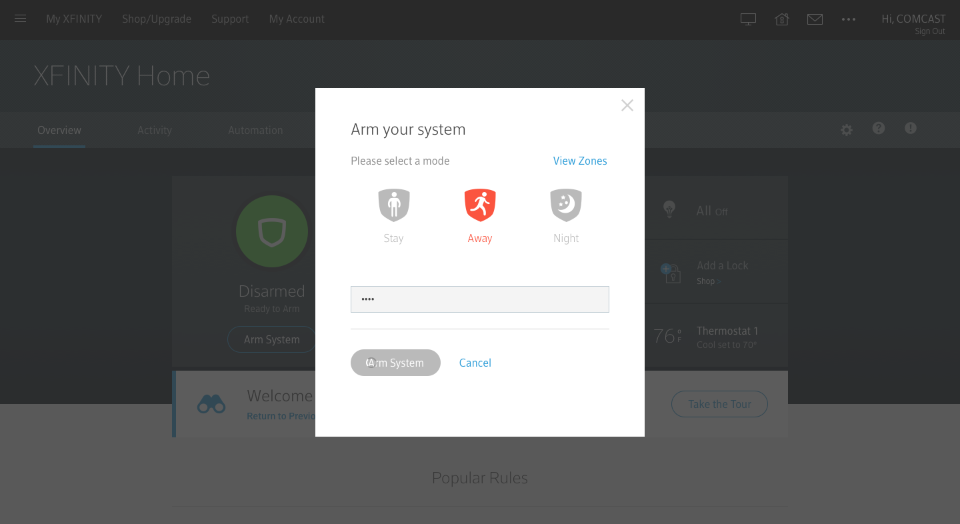 My XFINITY Shop/Upgrade Support My Account Hi, COMCAST
Sign Out
XFINITY Home
Overview Activity Automation
Arm your system
Please select a mode View Zones
Stay Away Night
••••
Arm System Cancel
Disarmed
Ready to Arm
Arm System
All Off
Add a Lock
Shop >
76° Thermostat 1
Cool set to 70°
Welcome
Return to Previo
Take the Tour
Popular Rules